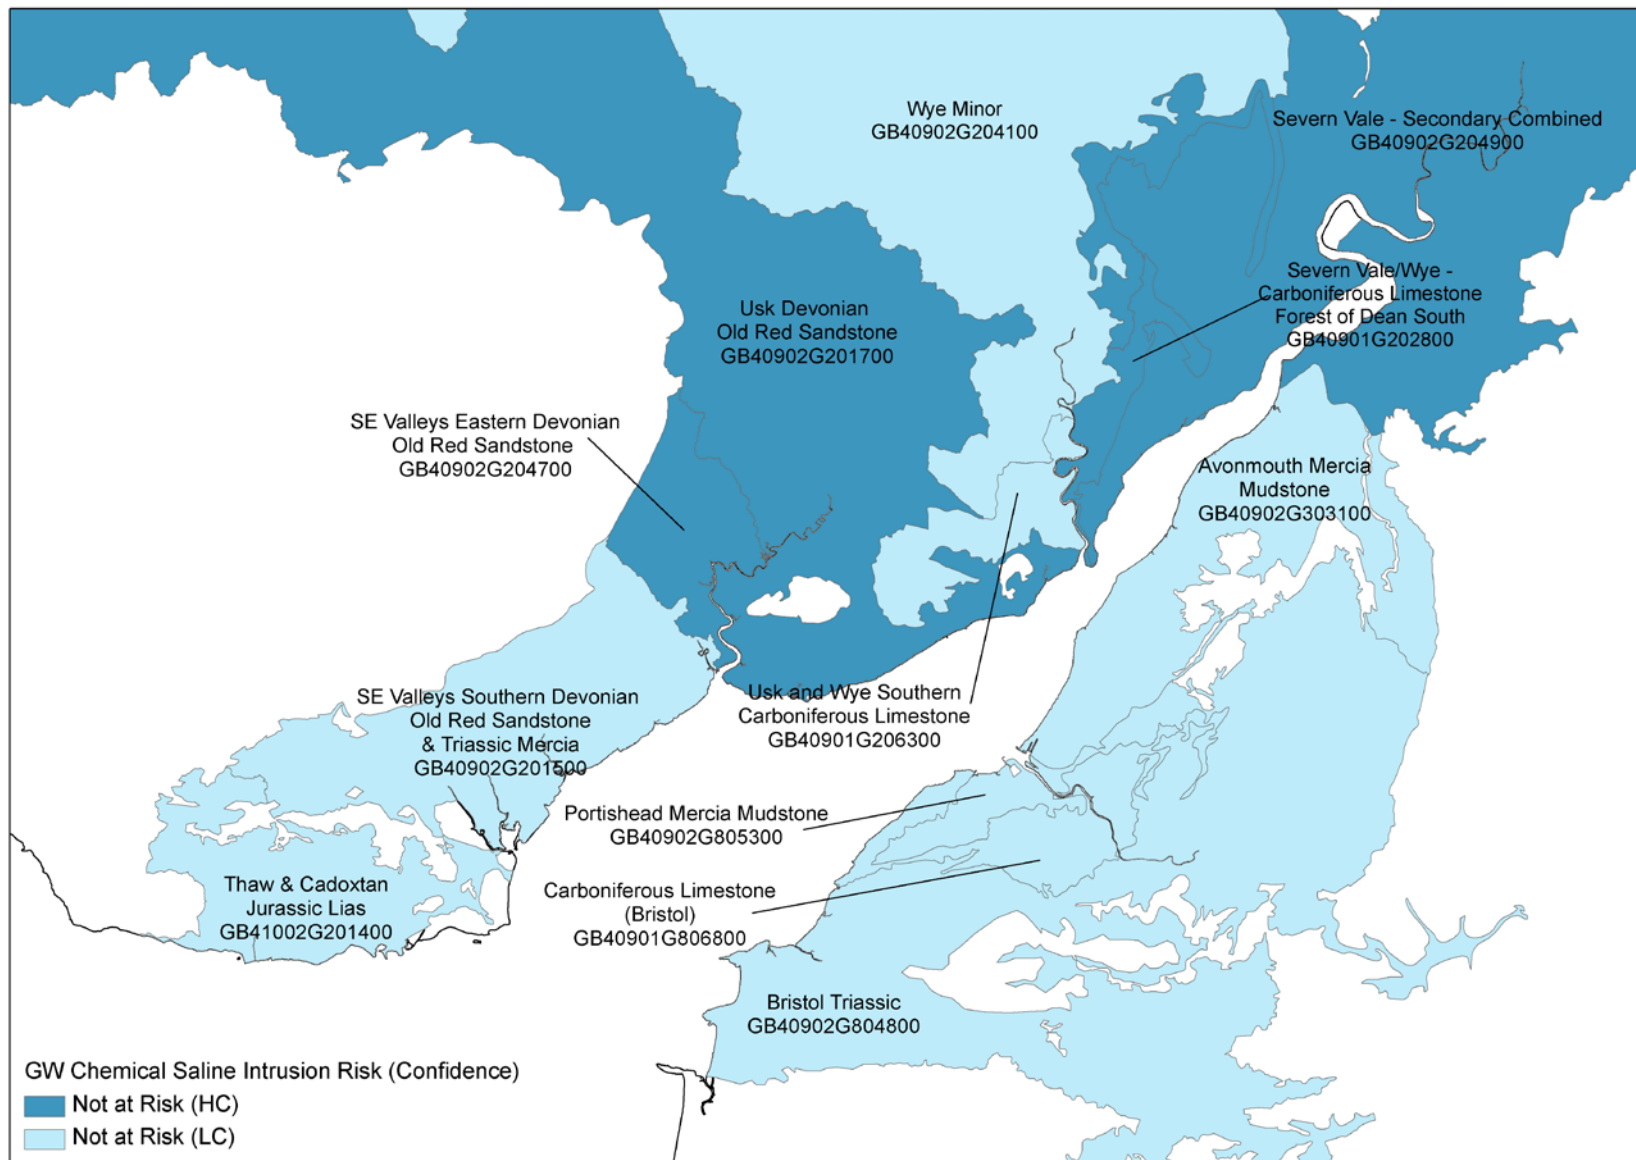 Wye Minor
GB40902G204100
Severn Vale - Secondary Combined
GB40902G204900
Severn Vale/Wye -
Carboniferous Limestone
Forest of Dean South
GB40901G202800
Usk Devonian
Old Red Sandstone
GB40902G201700
SE Valleys Eastern Devonian
Old Red Sandstone
GB40902G204700
Avonmouth Mercia
Mudstone
GB40902G303100
SE Valleys Southern Devonian
Old Red Sandstone
& Triassic Mercia
GB40902G201500
Usk and Wye Southern
Carboniferous Limestone
GB40901G206300
Portishead Mercia Mudstone
GB40902G805300
Carboniferous Limestone
(Bristol)
GB40901G806800
Thaw & Cadoxtan
Jurassic Lias
GB41002G201400
Bristol Triassic
GB40902G804800
GW Chemical Saline Intrusion Risk (Confidence)
Not at Risk (HC)
Not at Risk (LC)